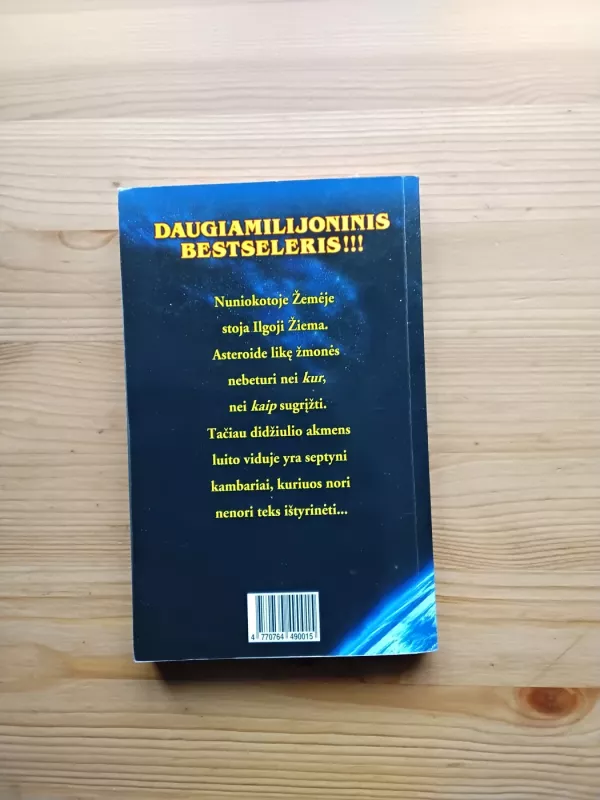 DAUGIAMILIJONINIS
BESTSELERIS!!!
Nuniokotoje Žemėje
stoja Ilgoji Žiema.
Asteroide likę žmonės
nebeturi nei kur,
nei kaip sugrįžti.
Tačiau didžiulio akmens
luito viduje yra septyni
kambariai, kuriuos nori
nenori teks ištyrinėti...
4 770764 490015